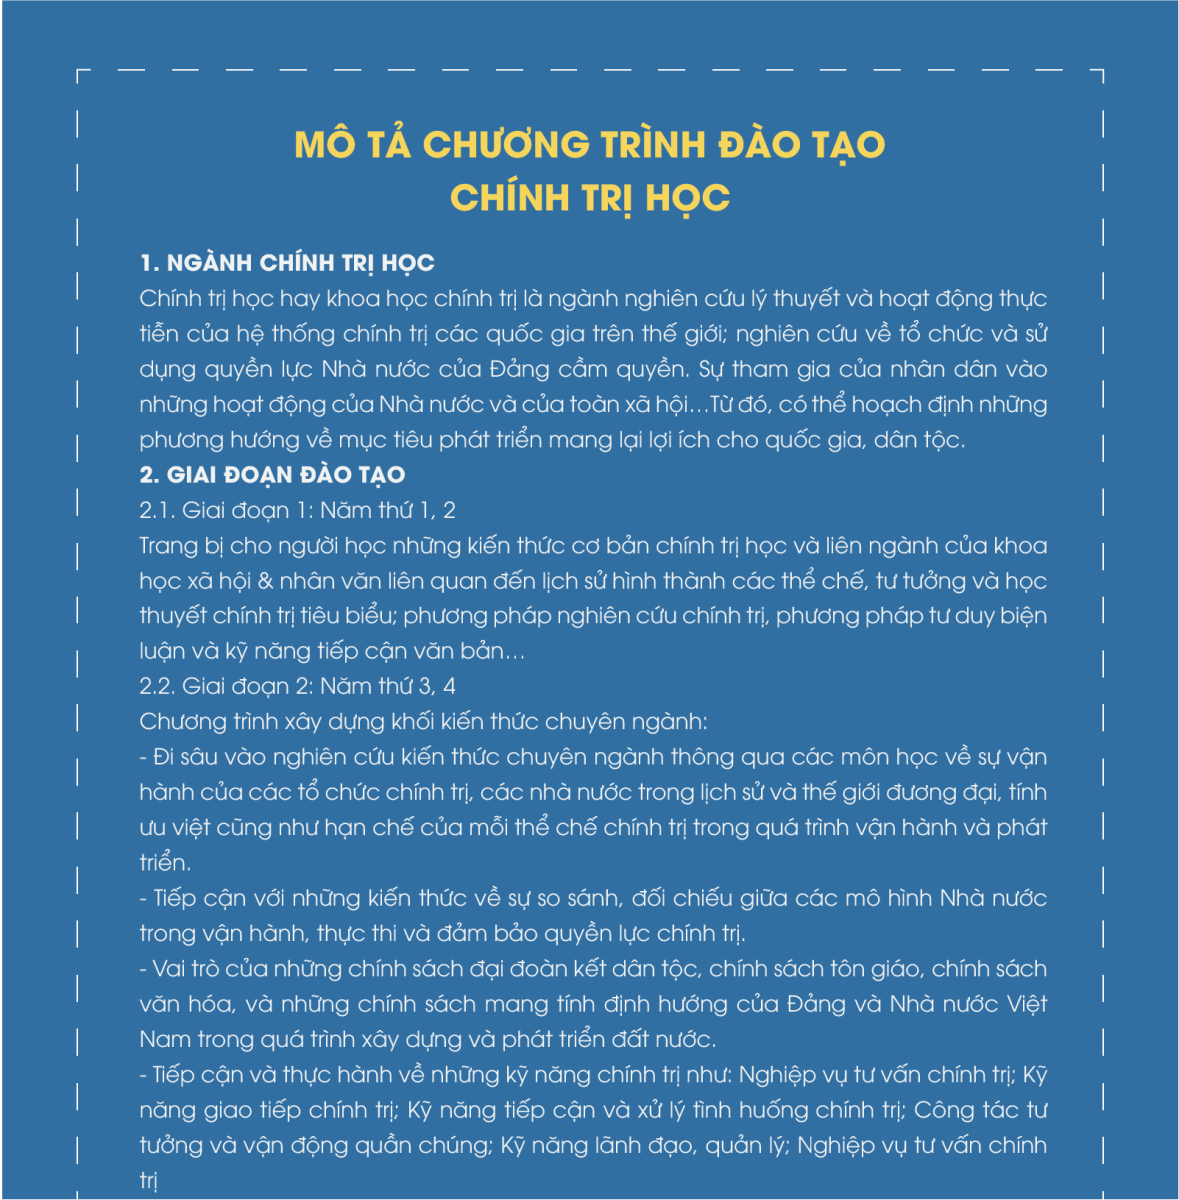 MÔ TẢ CHƯƠNG TRÌNH ĐÀO TẠO
CHÍNH TRỊ HỌC
1. NGÀNH CHÍNH TRỊ HỌC
Chính trị học hay khoa học chính trị là ngành nghiên cứu lý thuyết và hoạt động thực
tiễn của hệ thống chính trị các quốc gia trên thế giới; nghiên cứu về tổ chức và sử
dụng quyền lực Nhà nước của Đảng cầm quyền. Sự tham gia của nhân dân vào
những hoạt động của Nhà nước và của toàn xã hội...Từ đó, có thể hoạch định những
phương hướng về mục tiêu phát triển mang lại lợi ích cho quốc gia, dân tộc.
2. GIAI ĐOẠN ĐÀO TẠO
2.1. Giai đoạn 1: Năm thứ 1, 2
Trang bị cho người học những kiến thức cơ bản chính trị học và liên ngành của khoa
học xã hội & nhân văn liên quan đến lịch sử hình thành các thể chế, tư tưởng và học
thuyết chính trị tiêu biểu; phương pháp nghiên cứu chính trị, phương pháp tư duy biện
luận và kỹ năng tiếp cận văn bản...
2.2. Giai đoạn 2: Năm thứ 3, 4
Chương trình xây dựng khối kiến thức chuyên ngành:
- Đi sâu vào nghiên cứu kiến thức chuyên ngành thông qua các môn học về sự vận
hành của các tổ chức chính trị, các nhà nước trong lịch sử và thế giới đương đại, tính
ưu việt cũng như hạn chế của mỗi thể chế chính trị trong quá trình vận hành và phát
triển.
- Tiếp cận với những kiến thức về sự so sánh, đối chiếu giữa các mô hình Nhà nước
trong vận hành, thực thi và đảm bảo quyền lực chính trị.
- Vai trò của những chính sách đại đoàn kết dân tộc, chính sách tôn giáo, chính sách
văn hóa, và những chính sách mang tính định hướng của Đảng và Nhà nước Việt
Nam trong quá trình xây dựng và phát triển đất nước.
- Tiếp cận và thực hành về những kỹ năng chính trị như: Nghiệp vụ tư vấn chính trị; Kỹ
năng giao tiếp chính trị; Kỹ năng tiếp cận và xử lý tình huống chính trị; Công tác tư
tưởng và vận động quần chúng; Kỹ năng lãnh đạo, quản lý; Nghiệp vụ tư vấn chính
trị